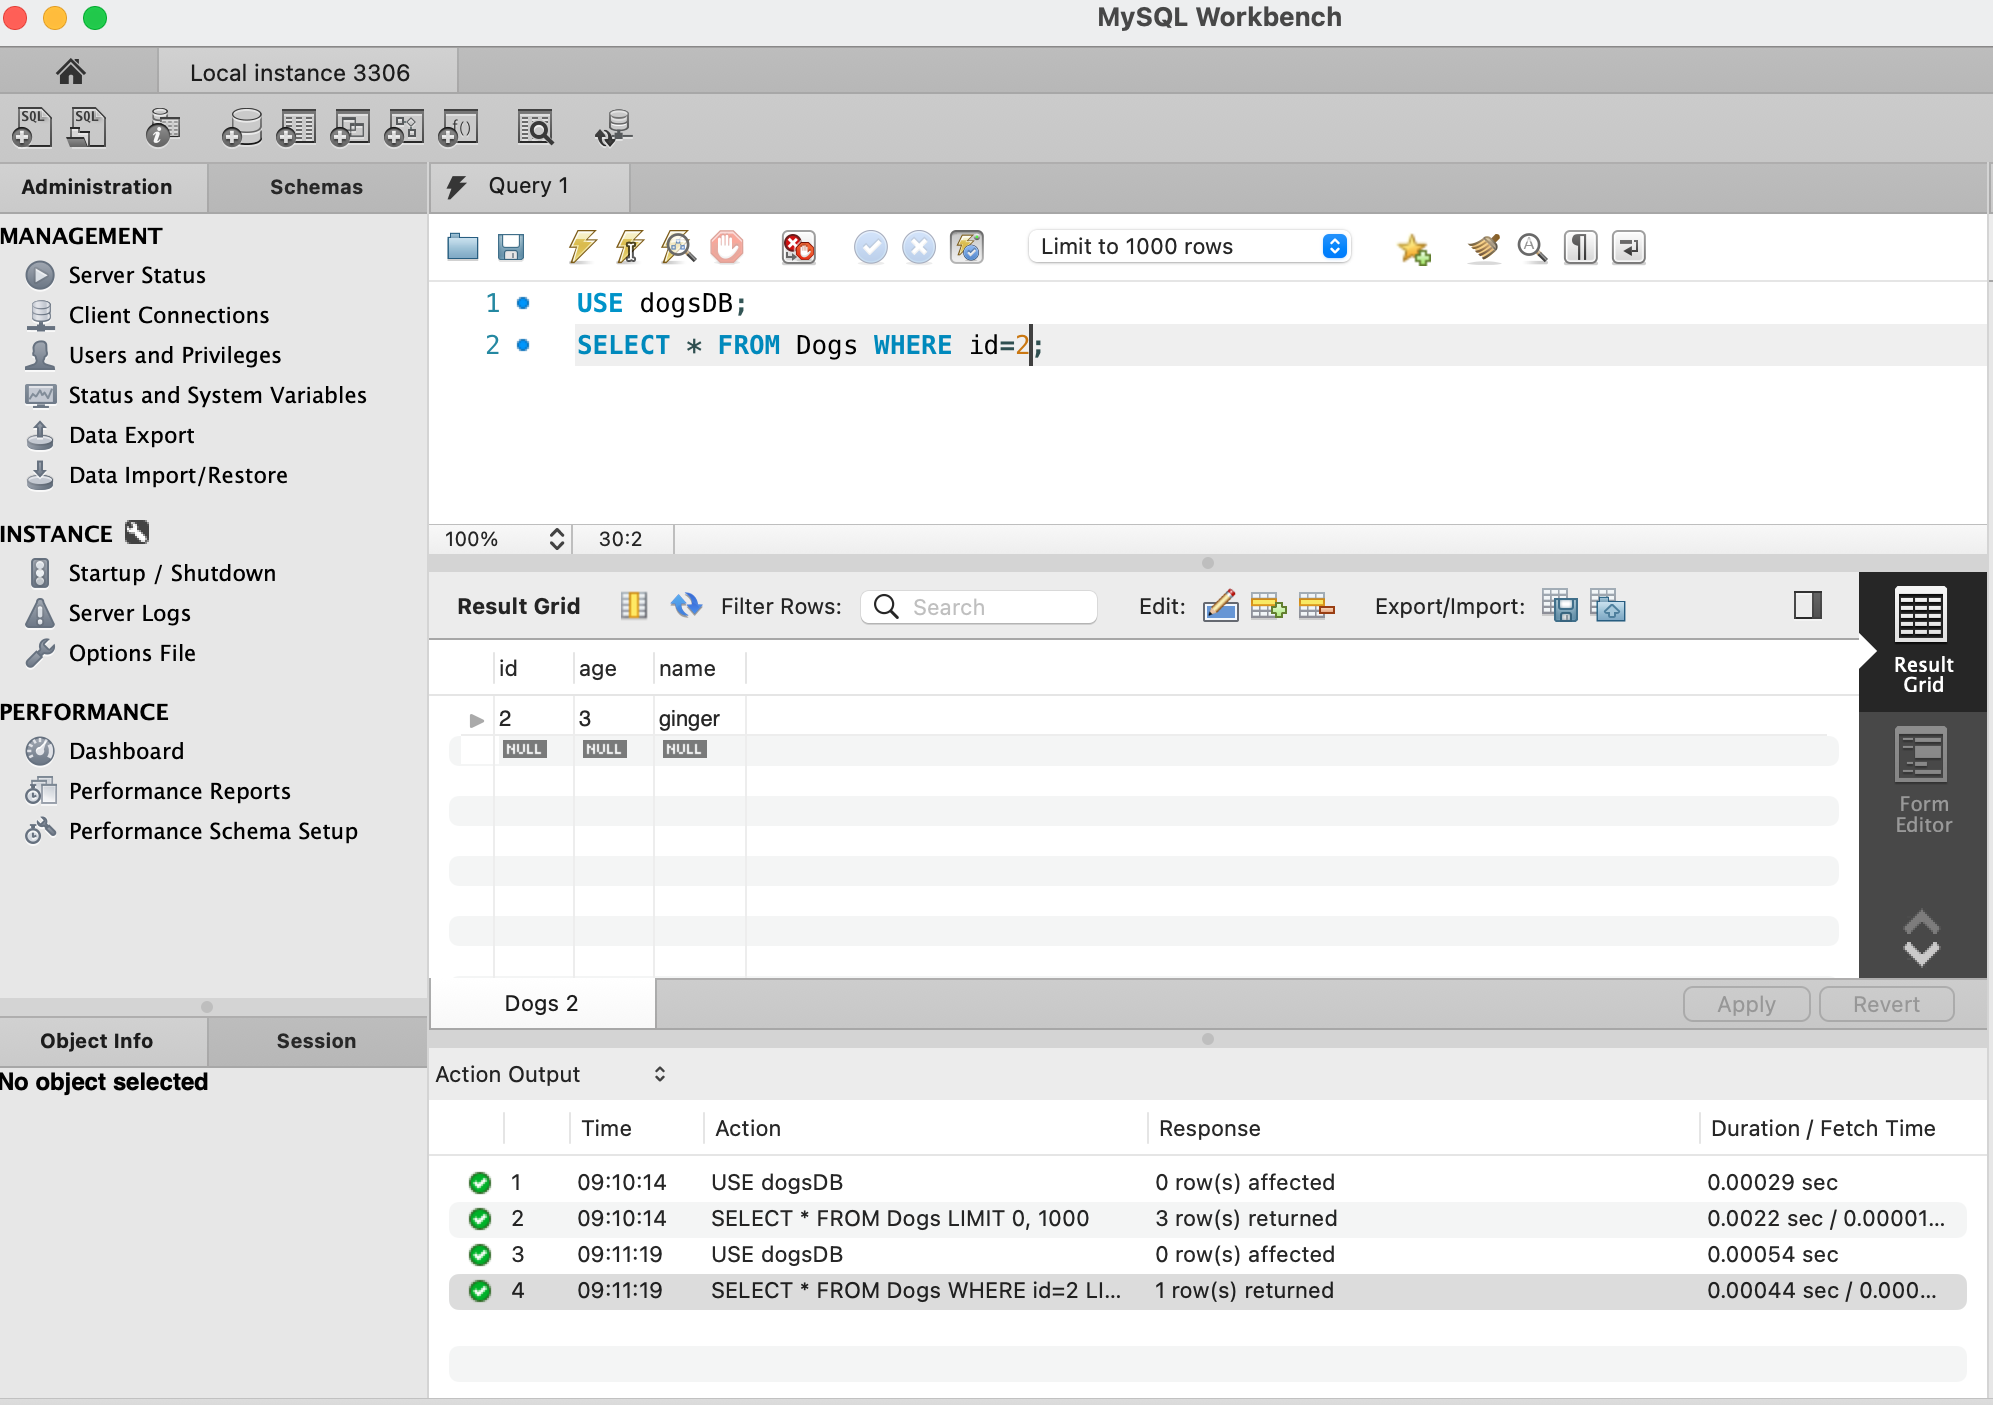 MySQL Workbench
Local instance 3306
Administration
Schemas
Query 1
MANAGEMENT
Server Status
Client Connections
Users and Privileges
Status and System Variables
Data Export
Data Import/Restore
INSTANCE
Startup / Shutdown
Server Logs
Options File
PERFORMANCE
Dashboard
Performance Reports
Performance Schema Setup
Object Info
Session
No object selected
Limit to 1000 rows
1 USE dogsDB;
2 SELECT * FROM Dogs WHERE id=2;
100% 30:2
Result Grid Filter Rows: Search Edit: Export/Import:
id age name
2 3 ginger
NULL NULL NULL
Result
Grid
Form
Editor
Dogs 2
Apply Revert
Action Output
Time Action Response Duration / Fetch Time
1 09:10:14 USE dogsDB 0 row(s) affected 0.00029 sec
2 09:10:14 SELECT * FROM Dogs LIMIT 0, 1000 3 row(s) returned 0.0022 sec / 0.00001...
3 09:11:19 USE dogsDB 0 row(s) affected 0.00054 sec
4 09:11:19 SELECT * FROM Dogs WHERE id=2 LI... 1 row(s) returned 0.00044 sec / 0.000...